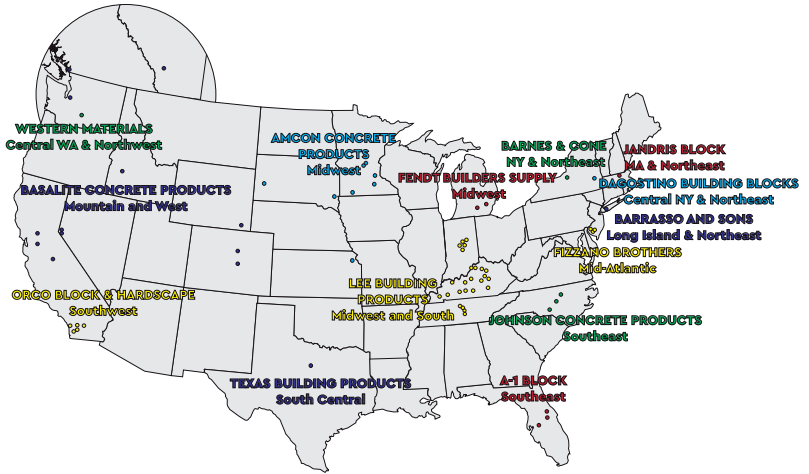 WESTERN MATERIALS
Central WA & Northwest
AMCON CONCRETE
PRODUCTS
Midwest
BARNES & CONE
NY & Northeast
JANDRIS BLOCK
MA & Northeast
FENDT BUILDERS SUPPLY
Midwest
DAGOSTINO BUILDING BLOCKS
Central NY & Northeast
BASALITE CONCRETE PRODUCTS
Mountain and West
BARRASSO AND SONS
Long Island & Northeast
FIZZANO BROTHERS
Mid-Atlantic
ORCO BLOCK & HARDSCAPE
Southwest
LEE BUILDING
PRODUCTS
Midwest and South
JOHNSON CONCRETE PRODUCTS
Southeast
TEXAS BUILDING PRODUCTS
South Central
A-1 BLOCK
Southeast